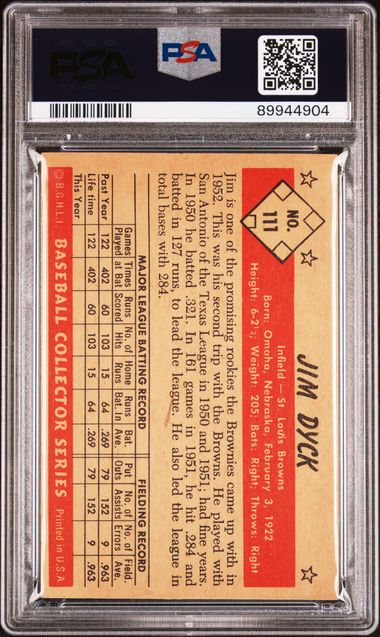 PSA
PSA
89944904
NO.
111
JIM DYCK
Infield — St. Louis Browns
Born: Omaha, Nebraska, February 3, 1922
Height: 6-2½; Weight: 205; Bats: Right; Throws: Right
Jim is one of the promising rookies the Brownies came up with in
1952. This was his second trip with the Browns. He played with
San Antonio of the Texas League in 1950 and 1951; had fine years.
In 1950 he batted .321. In 161 games in 1951, he hit .284 and
batted in 127 runs, to lead the league. He also led the league in
total bases with 284.
MAJOR LEAGUE BATTING RECORD FIELDING RECORD
Games Times Runs No. of Home Runs Bat. Put No. of No. of Field.
Played at Bat Scored Hits Runs Bat. In Ave. Outs Assists Errors Ave.
Past Year 122 402 60 103 15 64 .269 79 152 9 .963
Life time 122 402 60 103 15 64 .269 79 152 9 .963
This Year
© B.G.H.L.I. BASEBALL COLLECTOR SERIES Printed in U.S.A